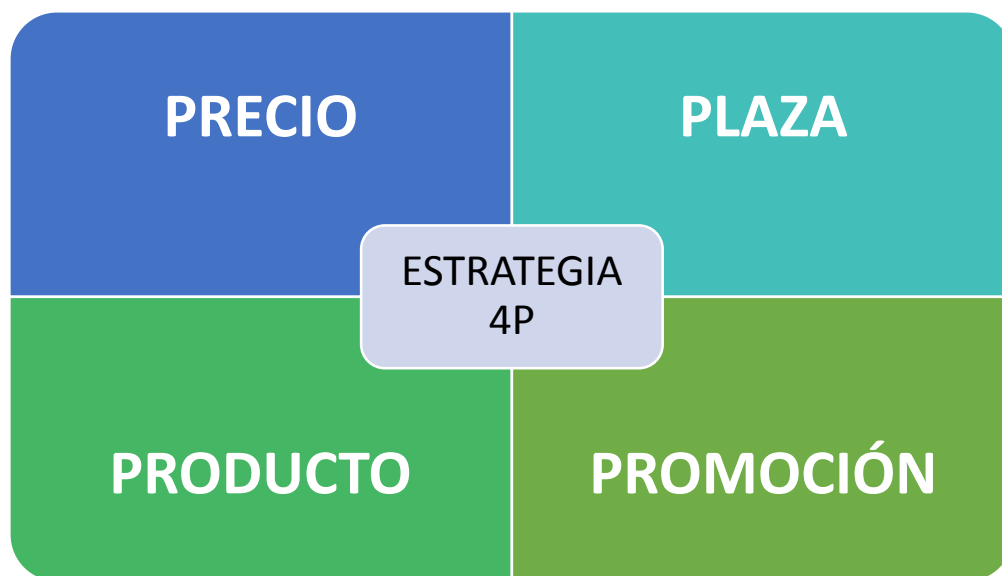 PRECIO
PLAZA
ESTRATEGIA
4P
PRODUCTO
PROMOCIÓN